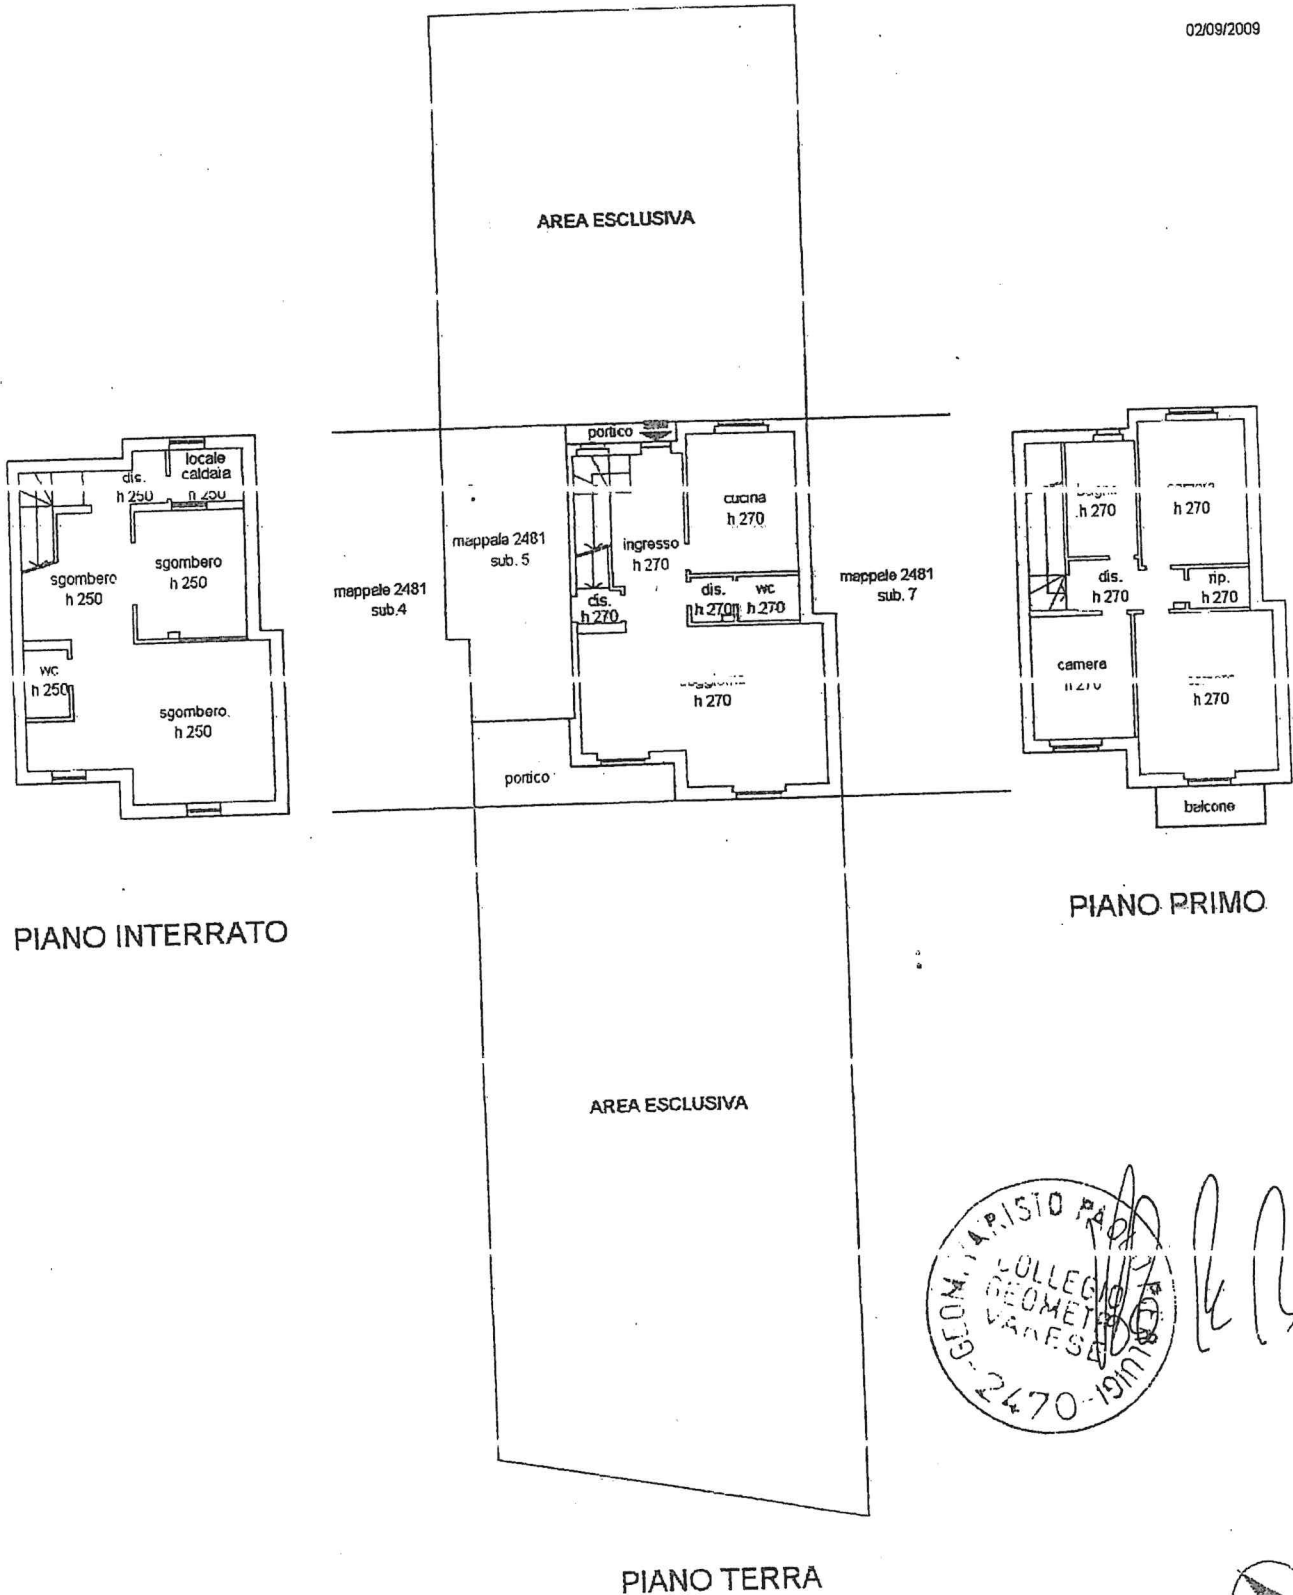 02/09/2009
AREA ESCLUSIVA
portico
cucina
h 270
ingresso
h 270
dis.
h 270
wc
h 270
dis.
h 270
h 270
portico
mappale 2481
sub. 5
mappale 2481
sub.4
mappale 2481
sub. 7
AREA ESCLUSIVA
PIANO TERRA
locale
caldaia
h 250
dis.
h 250
sgombero
h 250
sgombero
h 250
wc
h 250
sgombero.
h 250
PIANO INTERRATO
h 270
h 270
dis.
h 270
rip.
h 270
camera
h 270
h 270
balcone
PIANO PRIMO
COLLEGIO
GEOMETRI
VARESE
2470